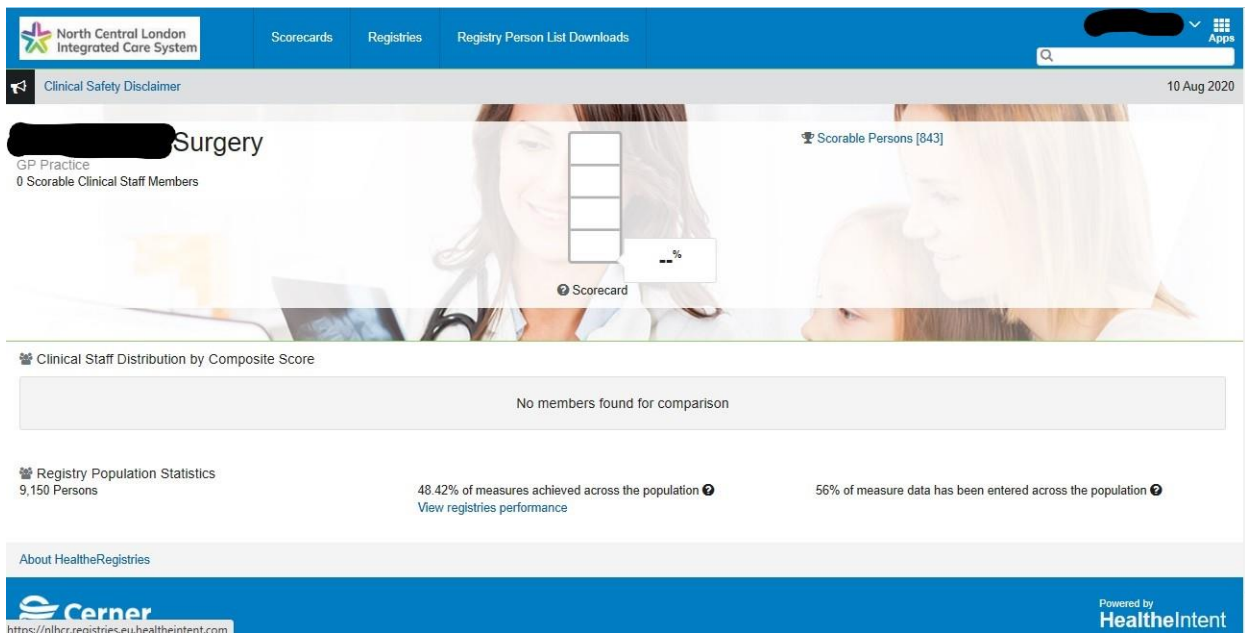 North Central London
Integrated Care System
Scorecards
Registries
Registry Person List Downloads
Apps
Clinical Safety Disclaimer
10 Aug 2020
Surgery
GP Practice
0 Scorable Clinical Staff Members
Scorable Persons [843]
--%
Scorecard
Clinical Staff Distribution by Composite Score
No members found for comparison
Registry Population Statistics
9,150 Persons
48.42% of measures achieved across the population
View registries performance
56% of measure data has been entered across the population
About HealtheRegistries
Cerner
https://nlhcr.registries.eu.healtheintent.com
Powered by
HealtheIntent